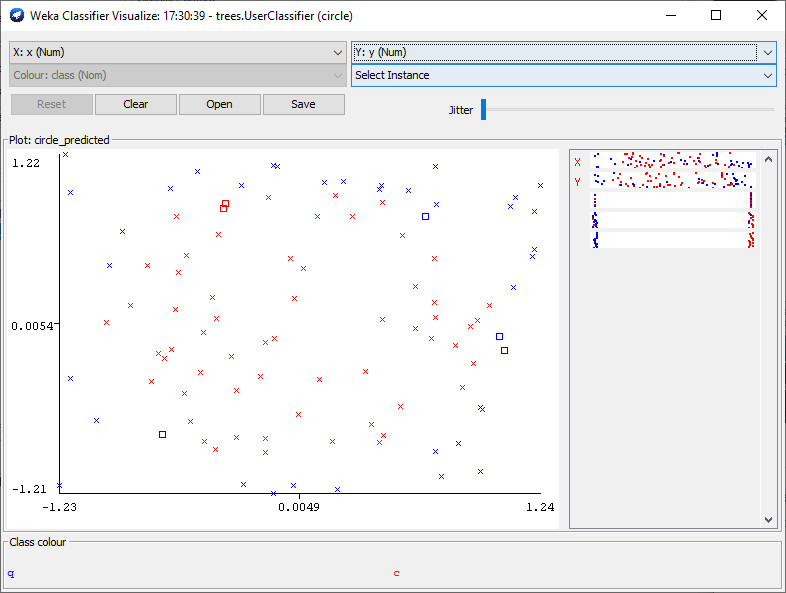 Weka Classifier Visualize: 17:30:39 - trees.UserClassifier (circle)
X: x (Num) Y: y (Num)
Colour: class (Nom) Select Instance
Reset Clear Open Save Jitter
Plot: circle_predicted
1.22
0.0054
-1.21
-1.23 0.0049 1.24
X
Y
Class colour
q c